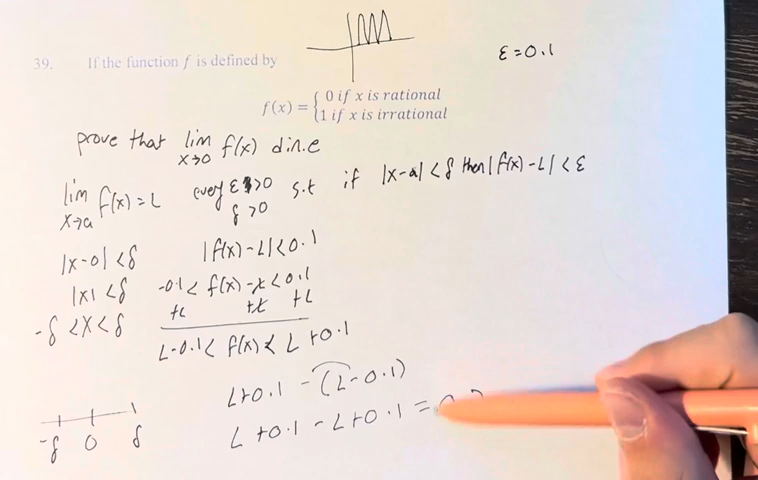 39. If the function f is defined by
ε = 0.1
f(x) = { 0 if x is rational
1 if x is irrational
prove that lim x→0 f(x) d.n.e
lim x→a f(x) = L every ε >0 s.t if |x-a| < δ then |f(x)-L| < ε
δ >0
|x-0| < δ |f(x)-L| < 0.1
|x| < δ -0.1 < f(x)-L < 0.1
+L +L +L
-δ < x < δ L-0.1 < f(x) < L+0.1
L+0.1 - (L-0.1)
-δ 0 δ L+0.1 - L+0.1 =